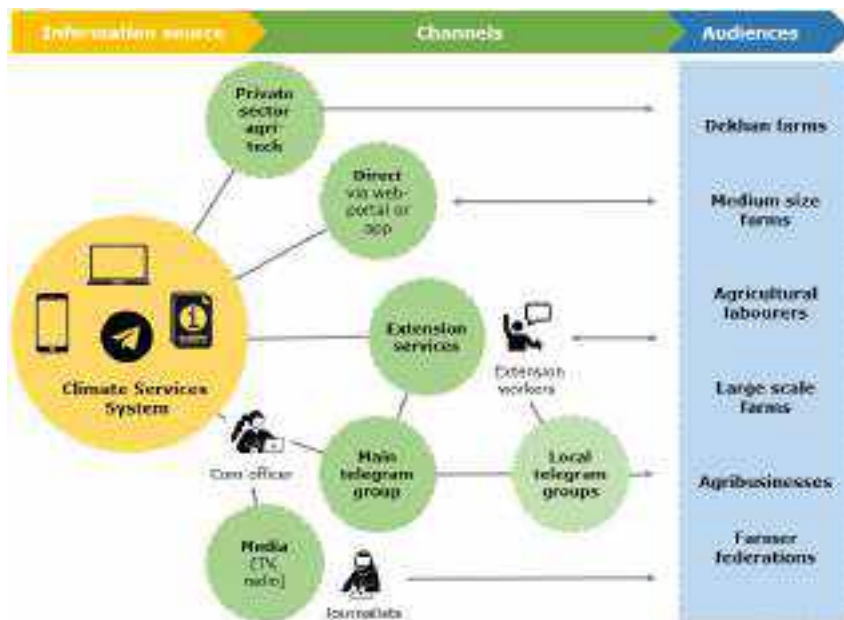 Information source
Channels
Audiences
Private
sector
agri-
tech
Direct
via web-
portal or
app
Extension
services
Extension
workers
Climate Services
System
1
Com officer
Main
telegram
group
Local
telegram
groups
Media
[TV,
radio]
Journalists
Dekhan farms
Medium size
farms
Agricultural
labourers
Large scale
farms
Agribusinesses
Farmer
federations